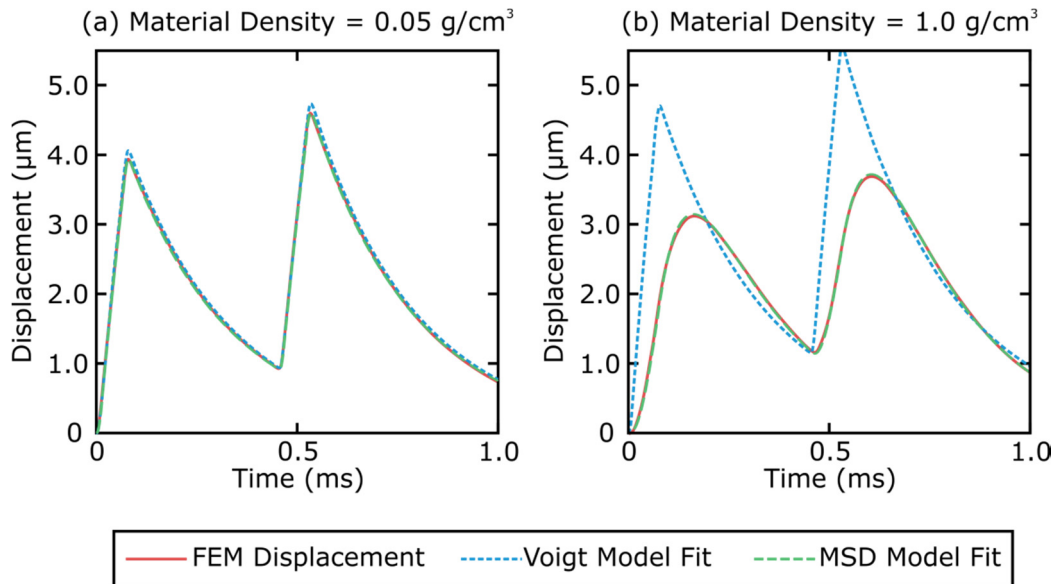 (a) Material Density = 0.05 g/cm³
(b) Material Density = 1.0 g/cm³
Displacement (µm)
5.0
4.0
3.0
2.0
1.0
0
0
0.5
1.0
Time (ms)
Displacement (µm)
5.0
4.0
3.0
2.0
1.0
0
0
0.5
1.0
Time (ms)
FEM Displacement
Voigt Model Fit
MSD Model Fit